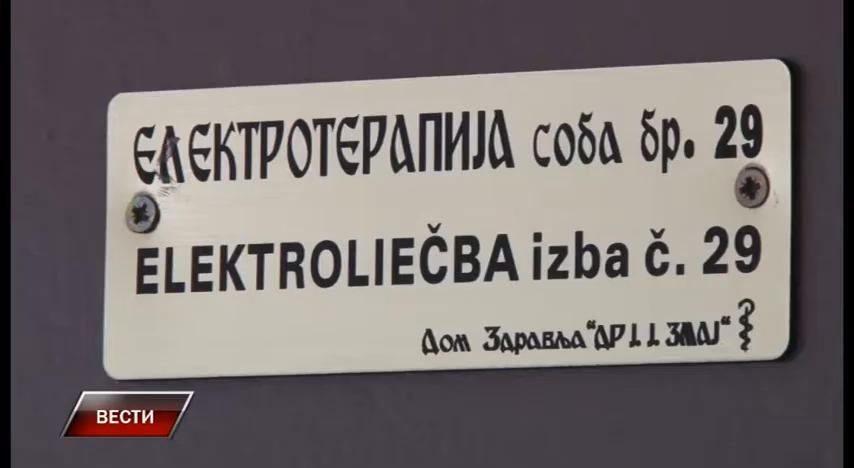 ЕЛЕКТРОТЕРАПИЈА соба бр. 29
ELEKTROLIEČBA izba č. 29
Дом Здравља "ДР Ј Ј ЗМАЈ"
ВЕСТИ